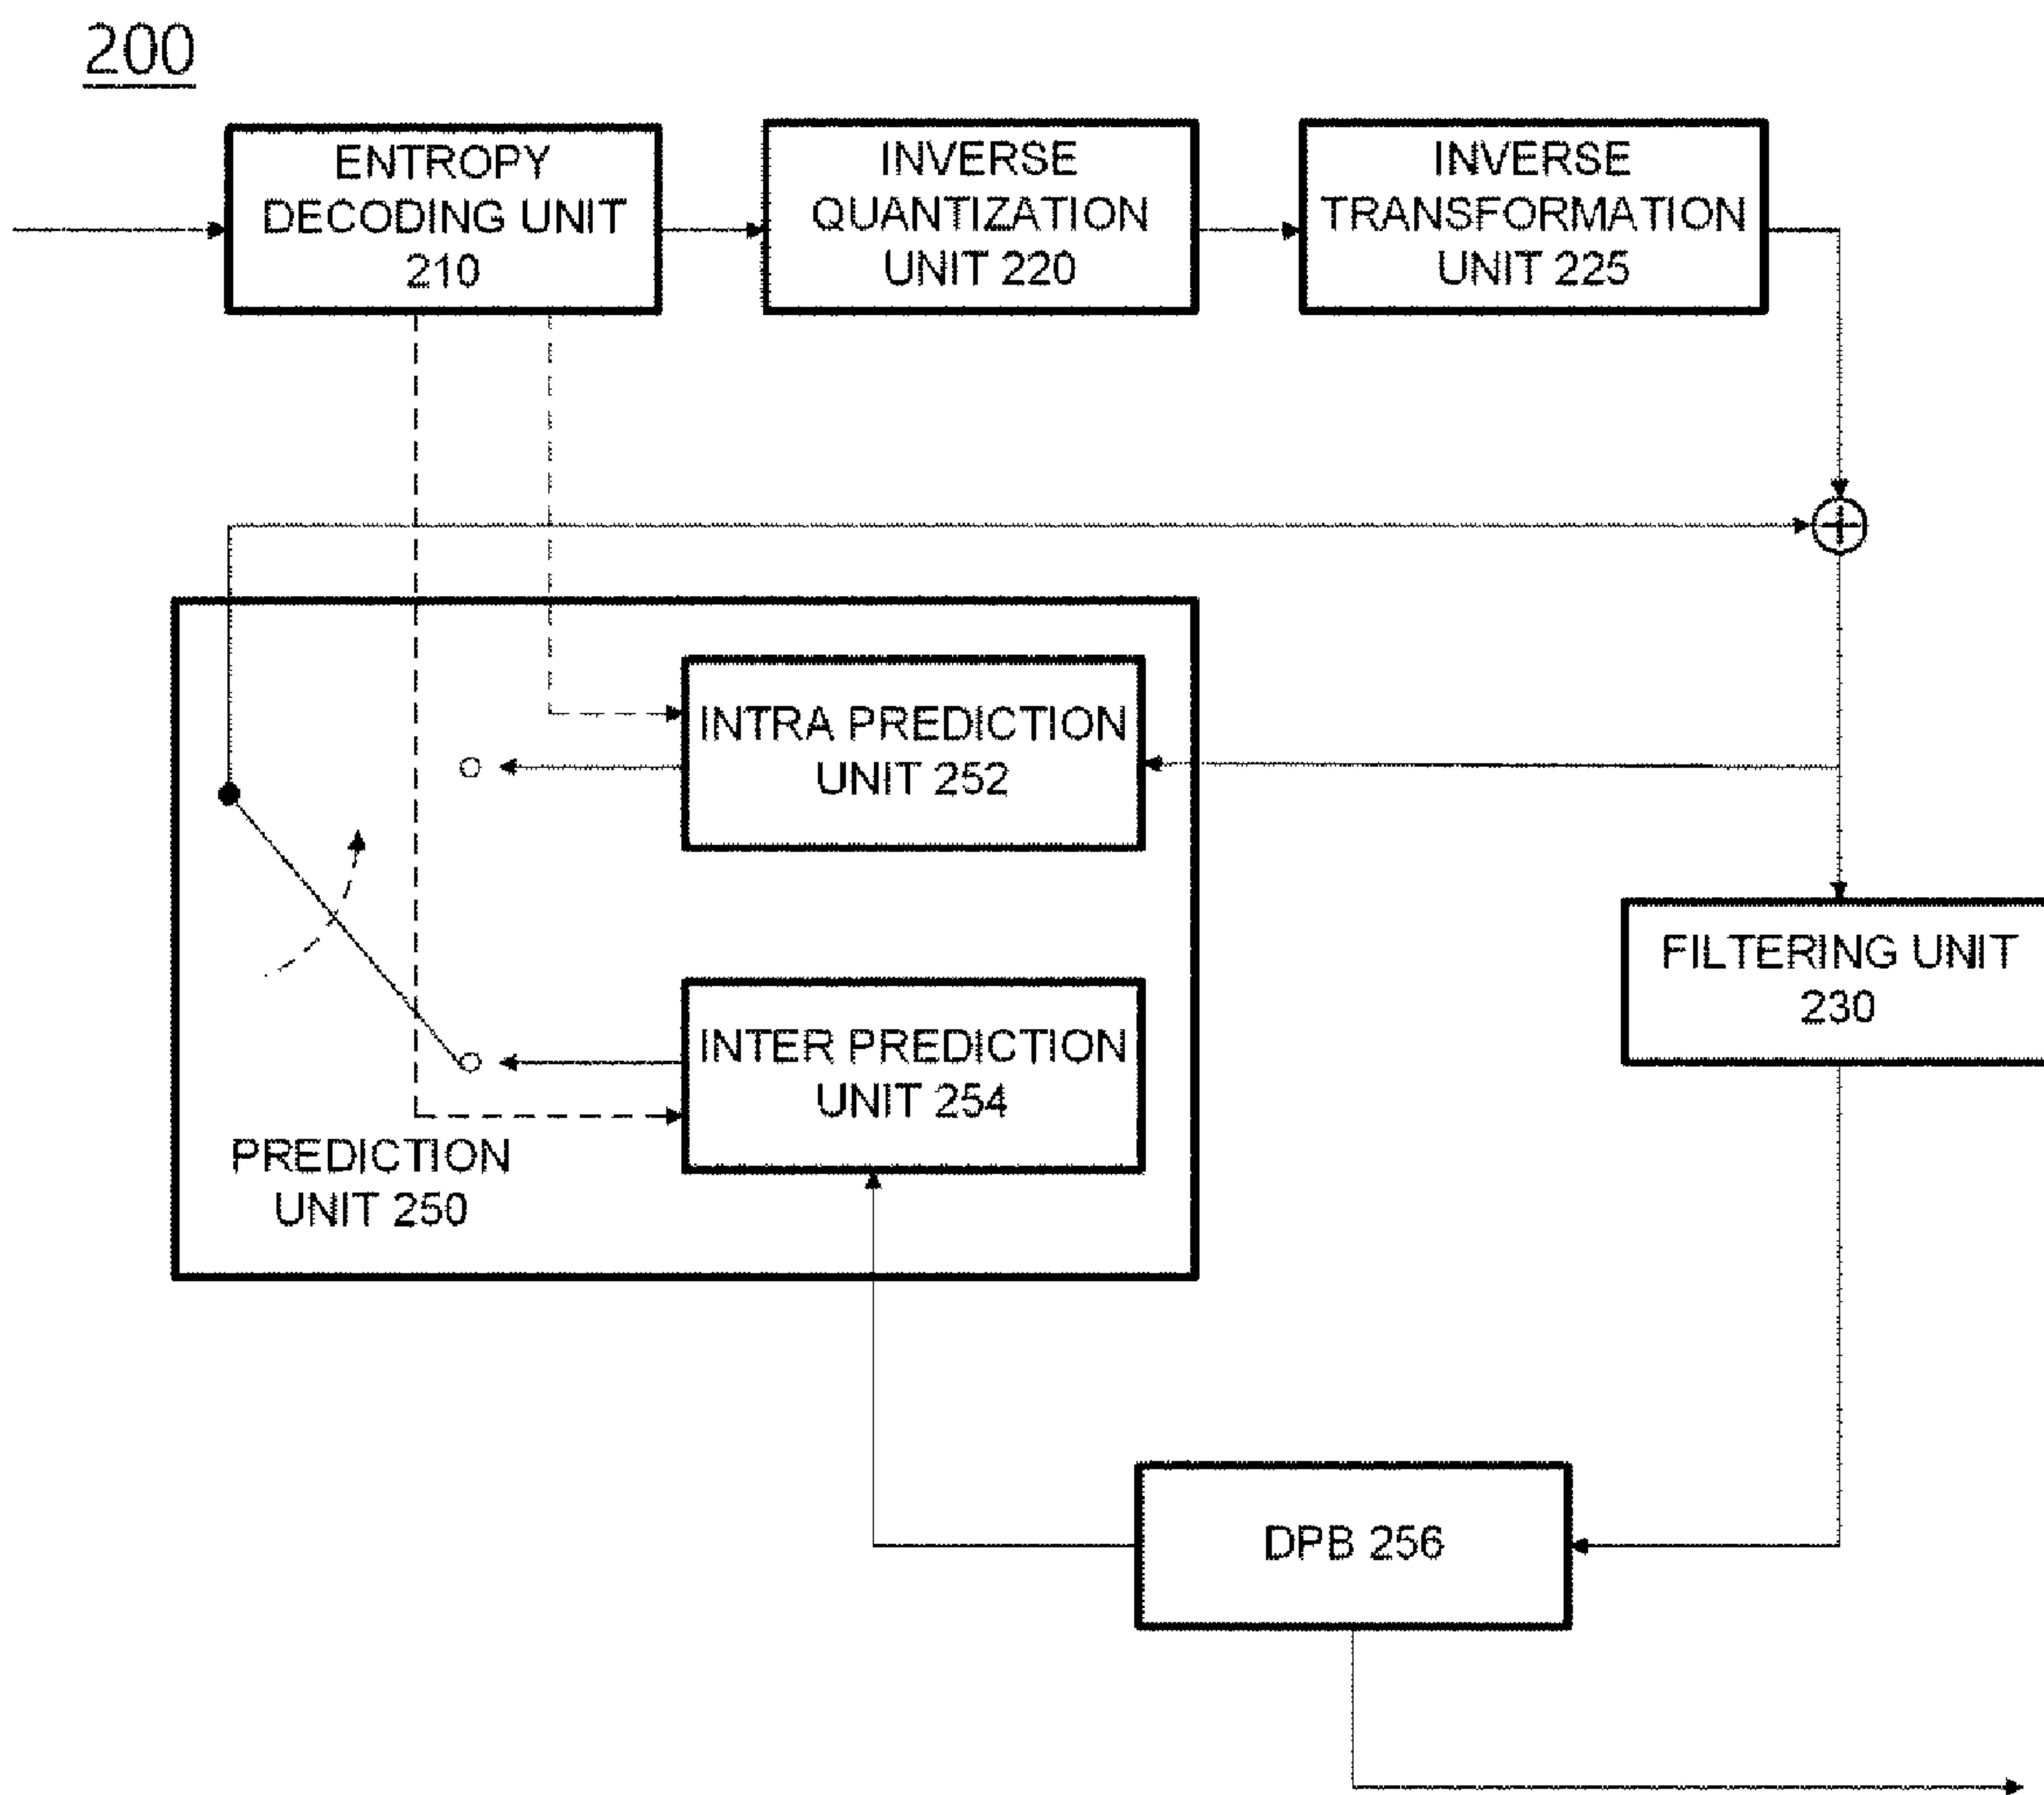 200
ENTROPY
DECODING UNIT
210
INVERSE
QUANTIZATION
UNIT 220
INVERSE
TRANSFORMATION
UNIT 225
INTRA PREDICTION
UNIT 252
FILTERING UNIT
230
INTER PREDICTION
UNIT 254
PREDICTION
UNIT 250
DPB 256